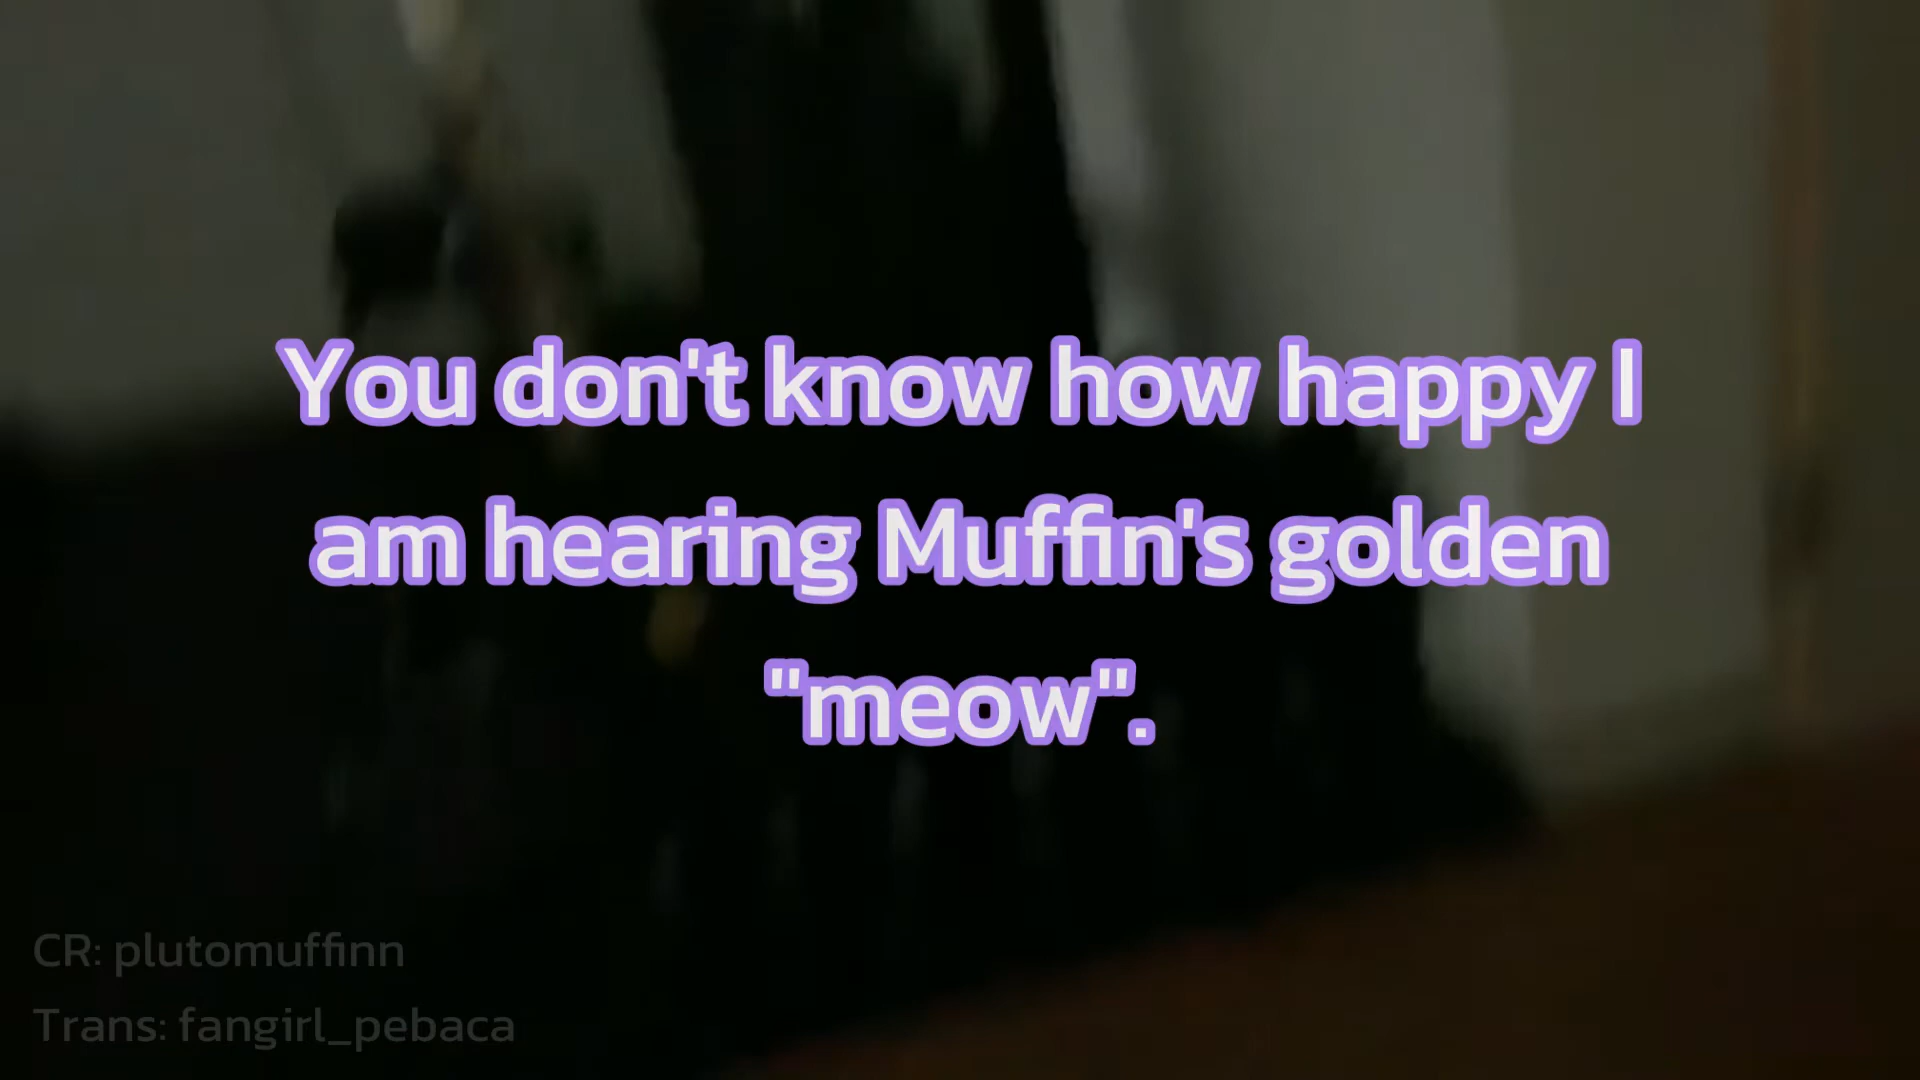 You don't know how happy I
am hearing Muffin's golden
"meow".
CR: plutomuffinn
Trans: fangirl_pebaca